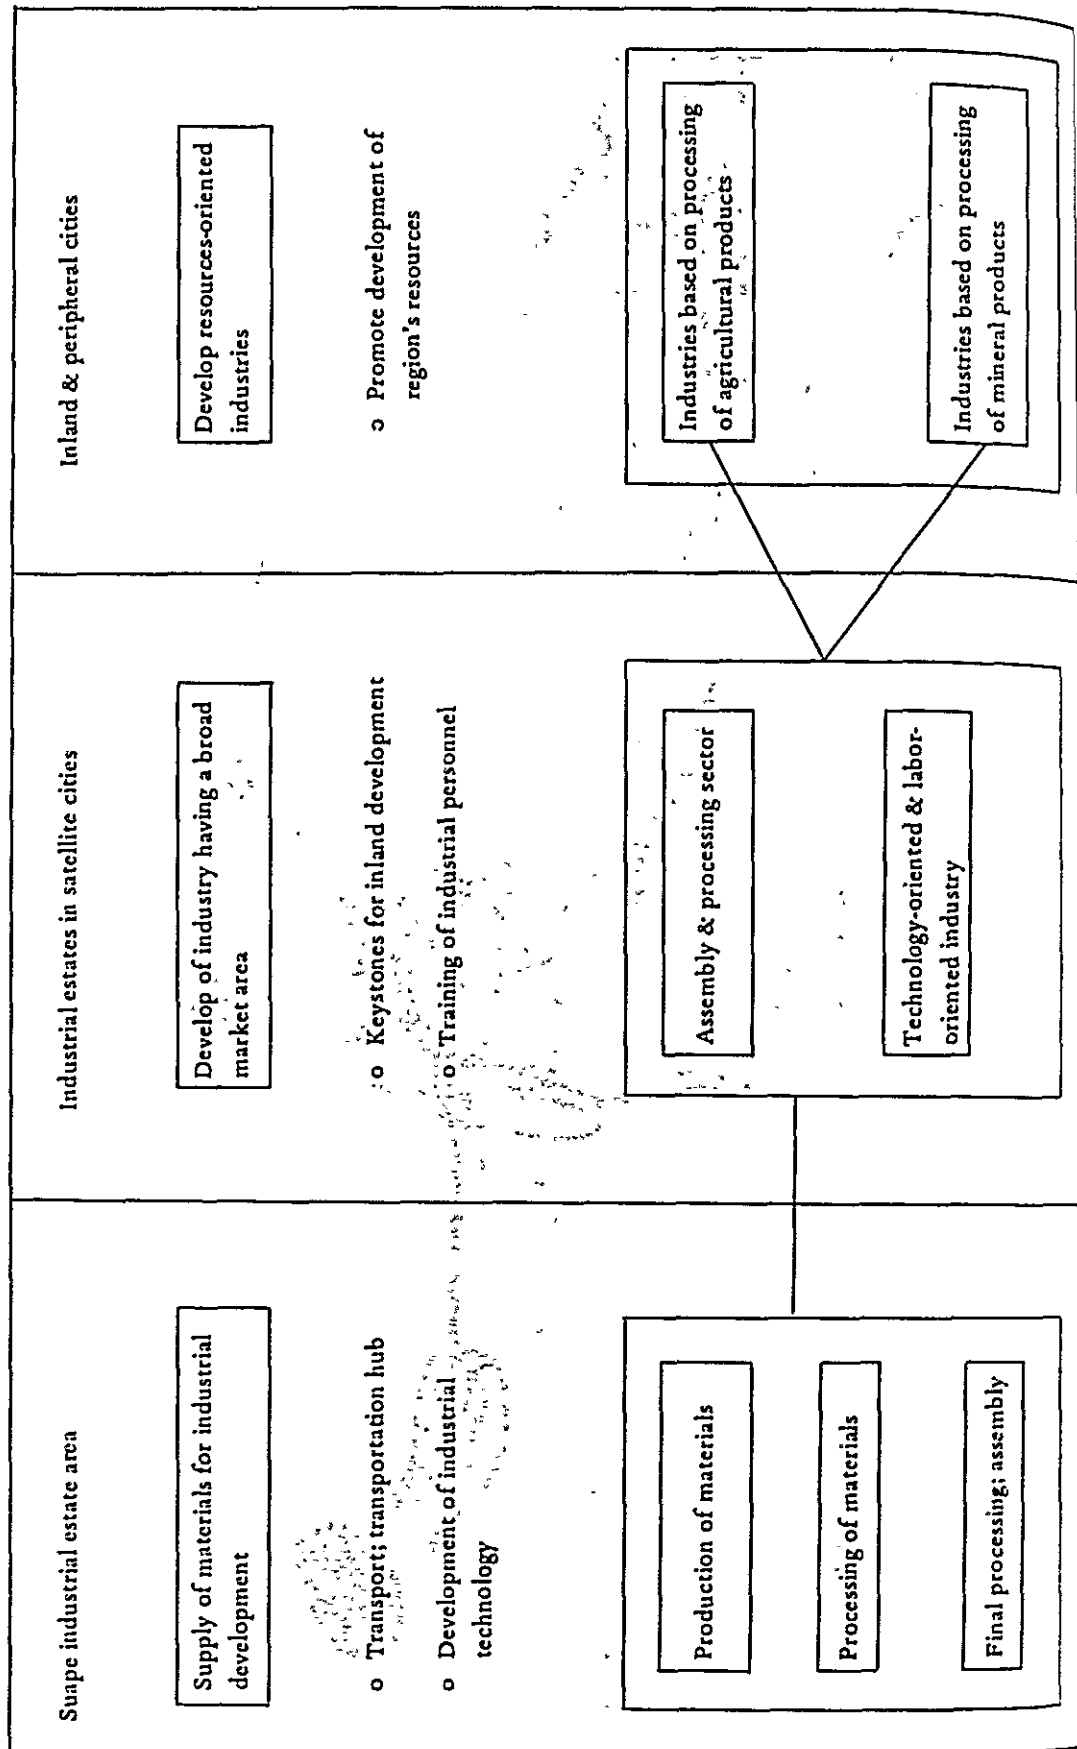 Suape industrial estate area
Supply of materials for industrial
development
o Transport; transportation hub
o Development of industrial
technology
Production of materials
Processing of materials
Final processing; assembly
Industrial estates in satellite cities
Develop of industry having a broad
market area
o Keystones for inland development
o Training of industrial personnel
Assembly & processing sector
Technology-oriented & labor-
oriented industry
Inland & peripheral cities
Develop resources-oriented
industries
o Promote development of
region's resources
Industries based on processing
of agricultural products
Industries based on processing
of mineral products